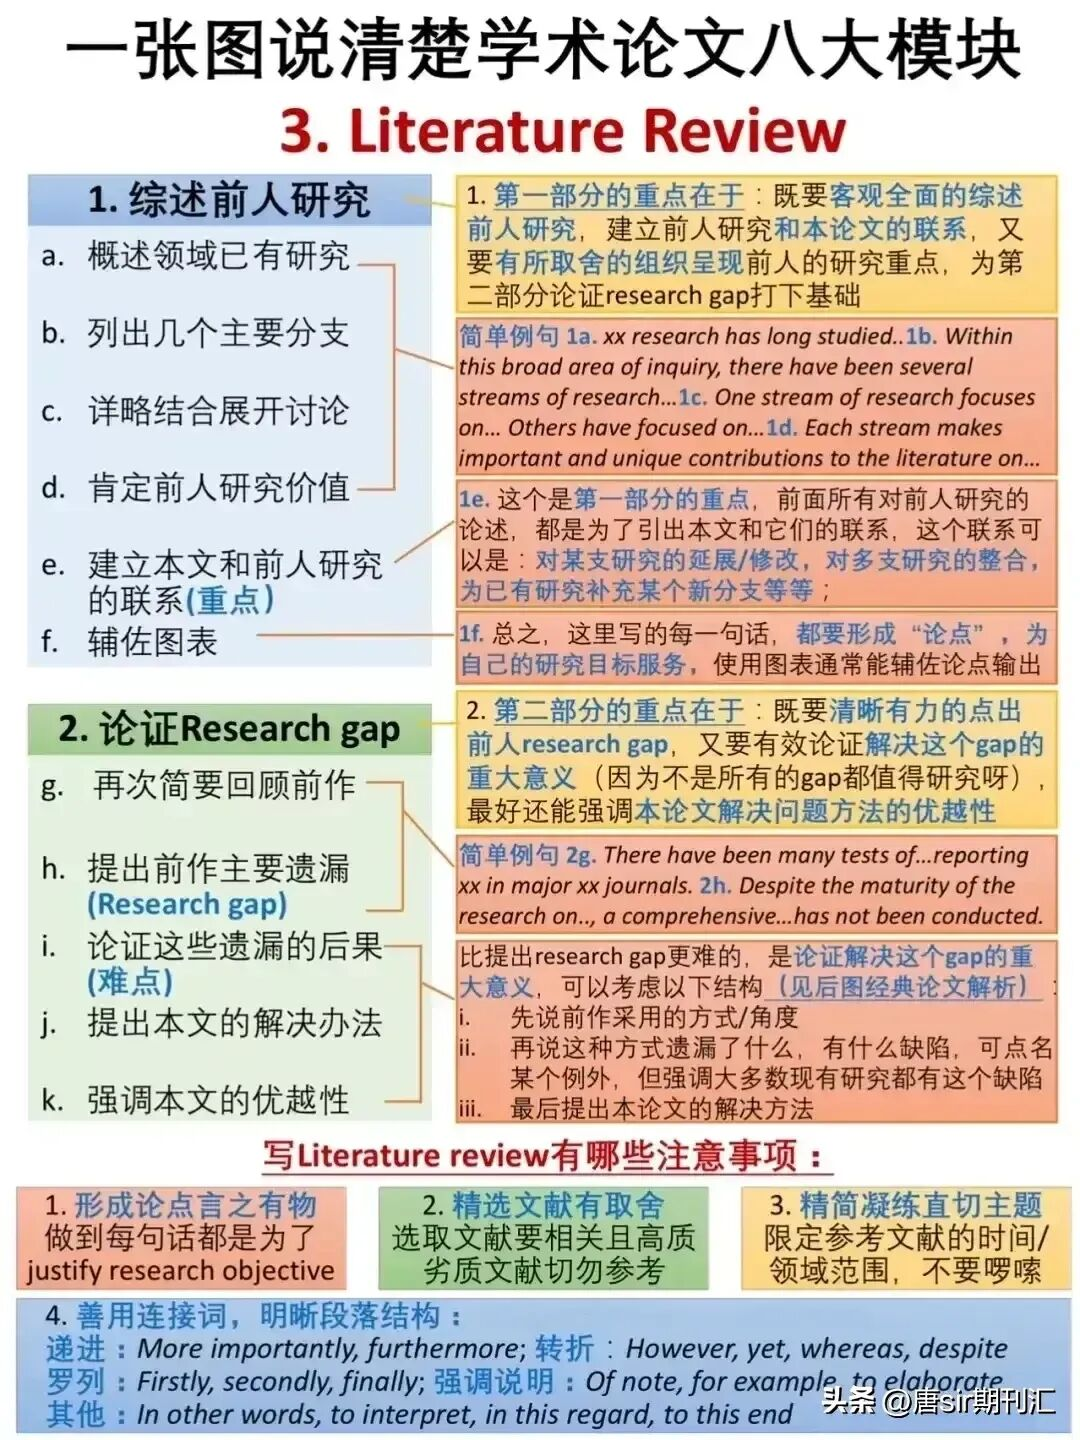 一张图说清楚学术论文八大模块
3. Literature Review
1. 综述前人研究
a. 概述领域已有研究
b. 列出几个主要分支
c. 详略结合展开讨论
d. 肯定前人研究价值
e. 建立本文和前人研究
的联系(重点)
f. 辅佐图表
1. 第一部分的重点在于：既要客观全面的综述
前人研究，建立前人研究和本论文的联系，又
要有所取舍的组织呈现前人的研究重点，为第
二部分论证research gap打下基础
简单例句 1a. xx research has long studied..1b. Within
this broad area of inquiry, there have been several
streams of research...1c. One stream of research focuses
on... Others have focused on...1d. Each stream makes
important and unique contributions to the literature on...
1e. 这个是第一部分的重点，前面所有对前人研究的
论述，都是为了引出本文和它们的联系，这个联系可
以是：对某支研究的延展/修改，对多支研究的整合，
为已有研究补充某个新分支等等；
1f. 总之，这里写的每一句话，都要形成“论点”，为
自己的研究目标服务，使用图表通常能辅佐论点输出
2. 论证Research gap
g. 再次简要回顾前作
h. 提出前作主要遗漏
(Research gap)
i. 论证这些遗漏的后果
(难点)
j. 提出本文的解决办法
k. 强调本文的优越性
2. 第二部分的重点在于：既要清晰有力的点出
前人research gap，又要有效论证解决这个gap的
重大意义（因为不是所有的gap都值得研究呀），
最好还能强调本论文解决问题方法的优越性
简单例句 2g. There have been many tests of...reporting
xx in major xx journals. 2h. Despite the maturity of the
research on.., a comprehensive...has not been conducted.
比提出research gap更难的，是论证解决这个gap的重
大意义，可以考虑以下结构（见后图经典论文解析）：
i. 先说前作采用的方式/角度
ii. 再说这种方式遗漏了什么，有什么缺陷，可点名
某个例外，但强调大多数现有研究都有这个缺陷
iii. 最后提出本论文的解决方法
写Literature review有哪些注意事项：
1. 形成论点言之有物
做到每句话都是为了
justify research objective
2. 精选文献有取舍
选取文献要相关且高质
劣质文献切勿参考
3. 精简凝练直切主题
限定参考文献的时间/
领域范围，不要啰嗦
4. 善用连接词，明晰段落结构：
递进：More importantly, furthermore; 转折：However, yet, whereas, despite
罗列：Firstly, secondly, finally; 强调说明：Of note, for example, to elaborate
其他：In other words, to interpret, in this regard, to this end
头条 @唐sir期刊汇